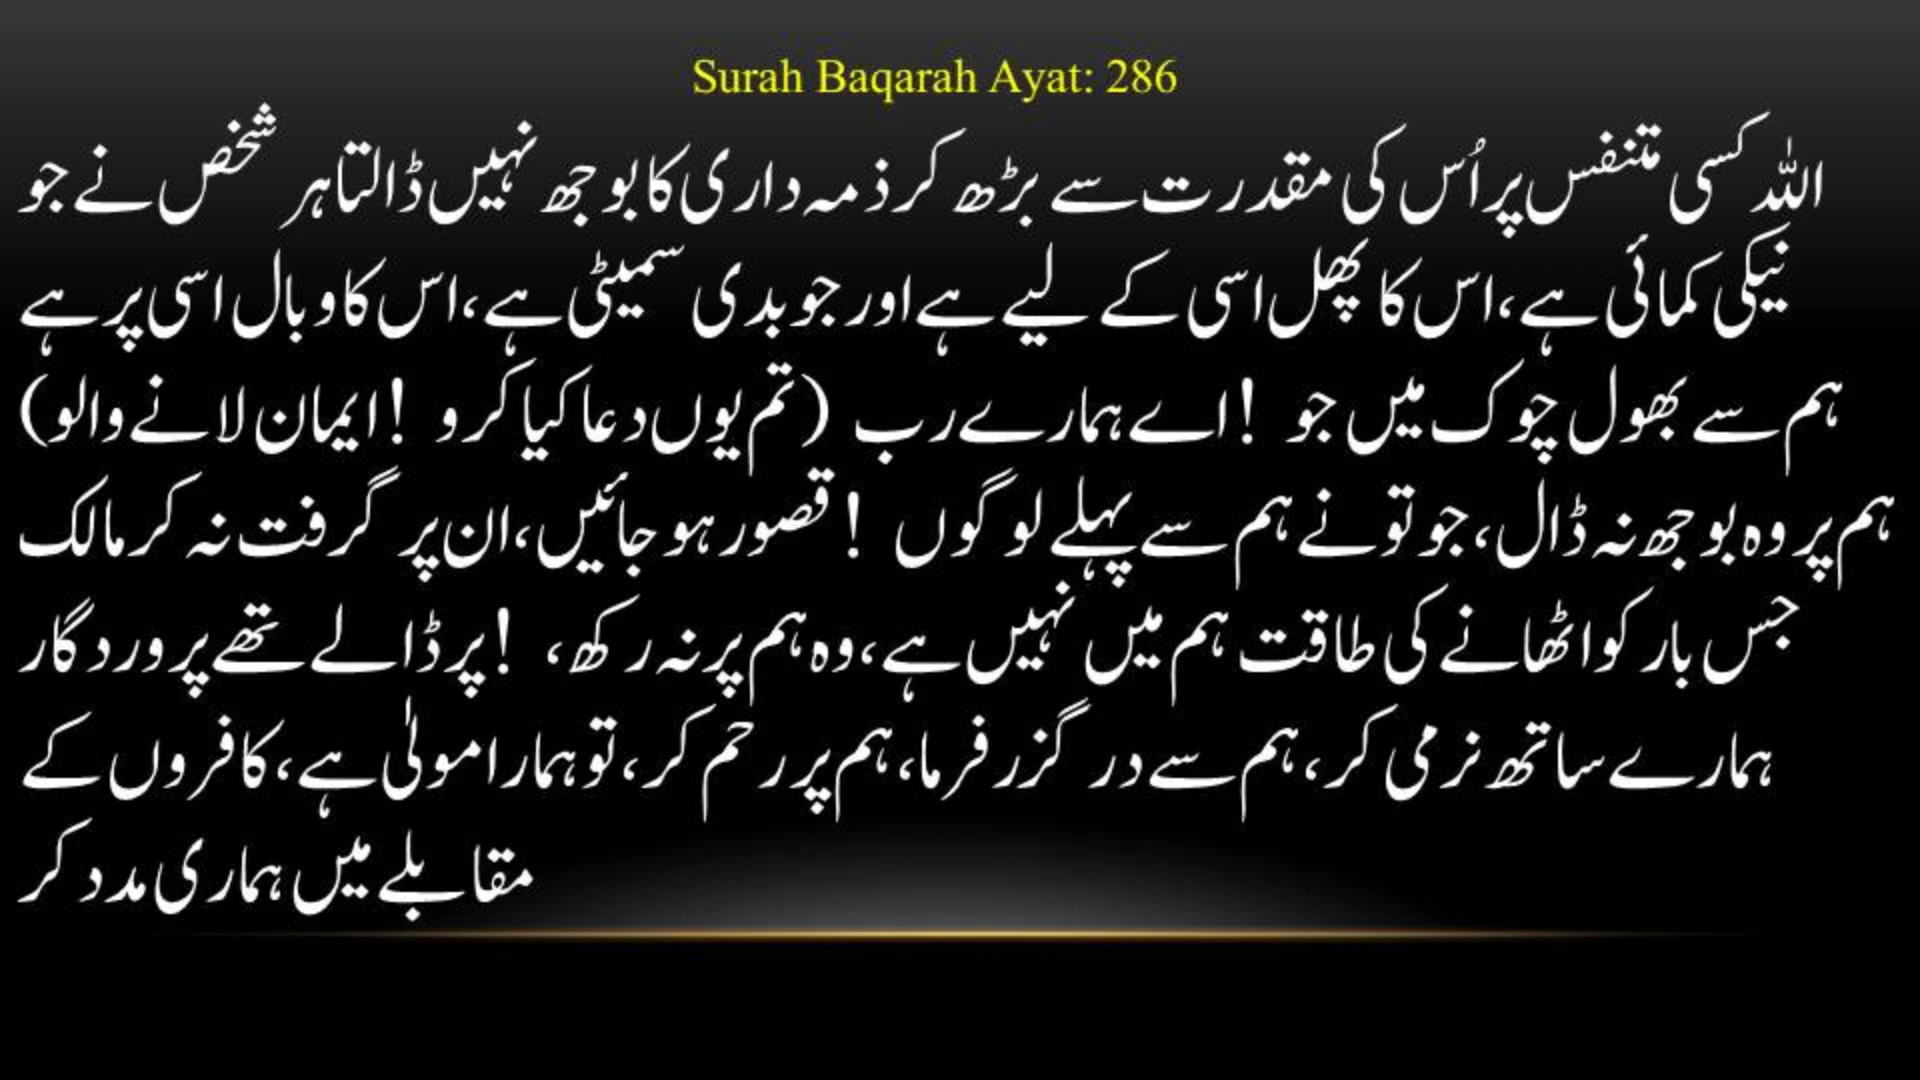 Surah Baqarah Ayat: 286
اللہ کسی متنفس پر اُس کی مقدرت سے بڑھ کر ذمہ داری کا بوجھ نہیں ڈالتا ہر شخص نے جو
نیکی کمائی ہے، اس کا پھل اسی کے لیے ہے اور جو بدی سمیٹی ہے، اس کا وبال اسی پر ہے
ہم سے بھول چوک میں جو ! اے ہمارے رب (تم یوں دعا کیا کرو ! ایمان لانے والو)
ہم پر وہ بوجھ نہ ڈال، جو تو نے ہم سے پہلے لوگوں ! قصور ہو جائیں، ان پر گرفت نہ کر مالک
جس بار کو اٹھانے کی طاقت ہم میں نہیں ہے، وہ ہم پر نہ رکھ، ! پر ڈالے تھے پروردگار
ہمارے ساتھ نرمی کر، ہم سے در گزر فرما، ہم پر رحم کر، تو ہمارا مولیٰ ہے، کافروں کے
مقابلے میں ہماری مدد کر